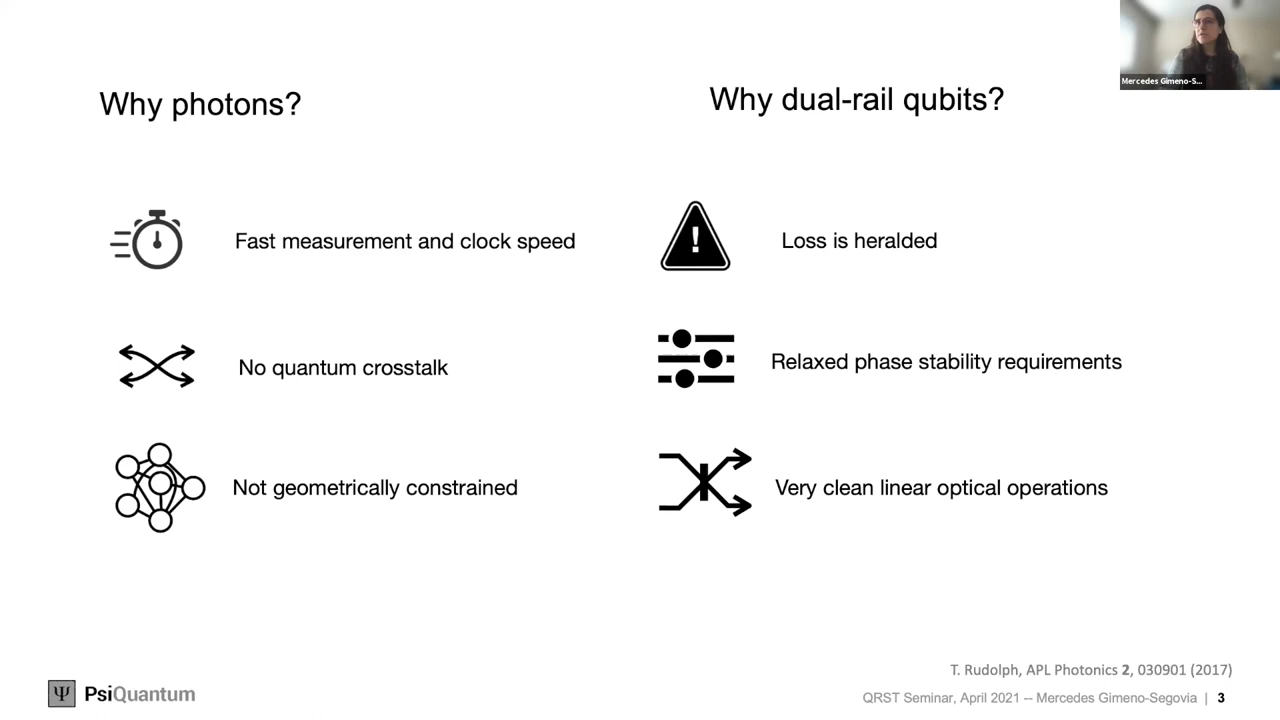 Mercedes Gimeno-S...
Why photons?
Fast measurement and clock speed
No quantum crosstalk
Not geometrically constrained
Why dual-rail qubits?
!
Loss is heralded
Relaxed phase stability requirements
Very clean linear optical operations
T. Rudolph, APL Photonics 2, 030901 (2017)
Ψ PsiQuantum
QRST Seminar, April 2021 -- Mercedes Gimeno-Segovia | 3